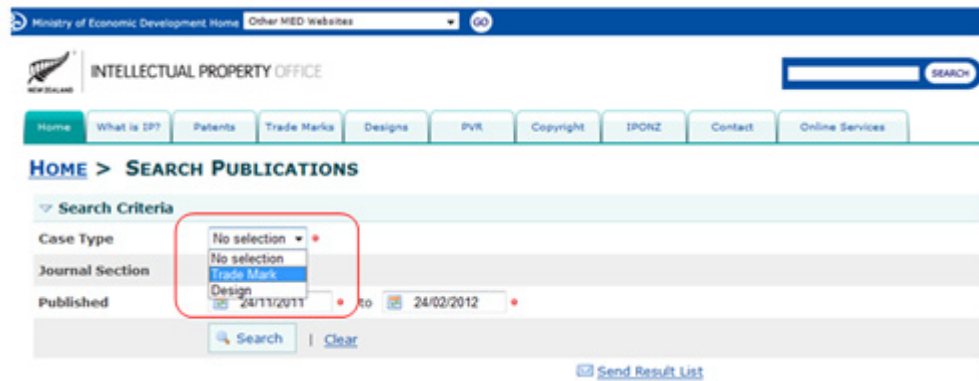 Ministry of Economic Development Home Other MED Websites GO
INTELLECTUAL PROPERTY OFFICE
NEW ZEALAND
SEARCH
Home What is IP? Patents Trade Marks Designs PVR Copyright IPONZ Contact Online Services
HOME > SEARCH PUBLICATIONS
Search Criteria
Case Type No selection
No selection
Journal Section Trade Mark
Design
Published 24/11/2011 to 24/02/2012
Search | Clear
Send Result List